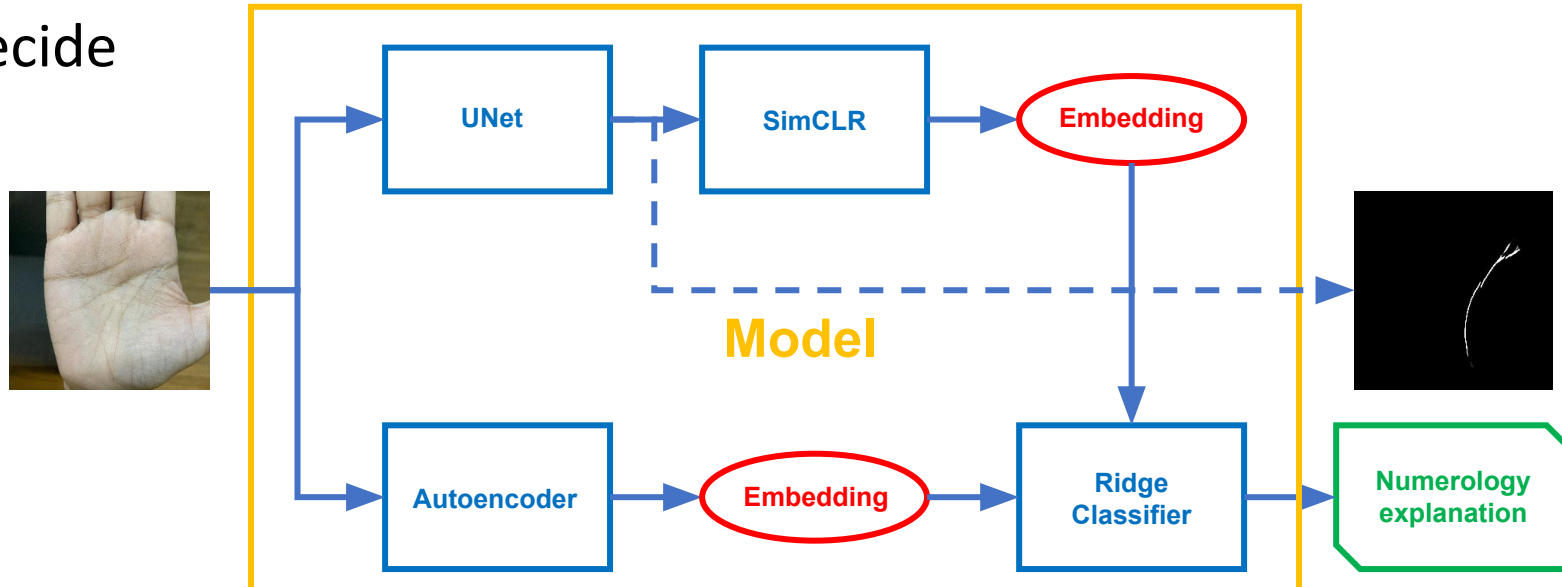 ecide
UNet
SimCLR
Embedding
Model
Autoencoder
Embedding
Ridge
Classifier
Numerology
explanation